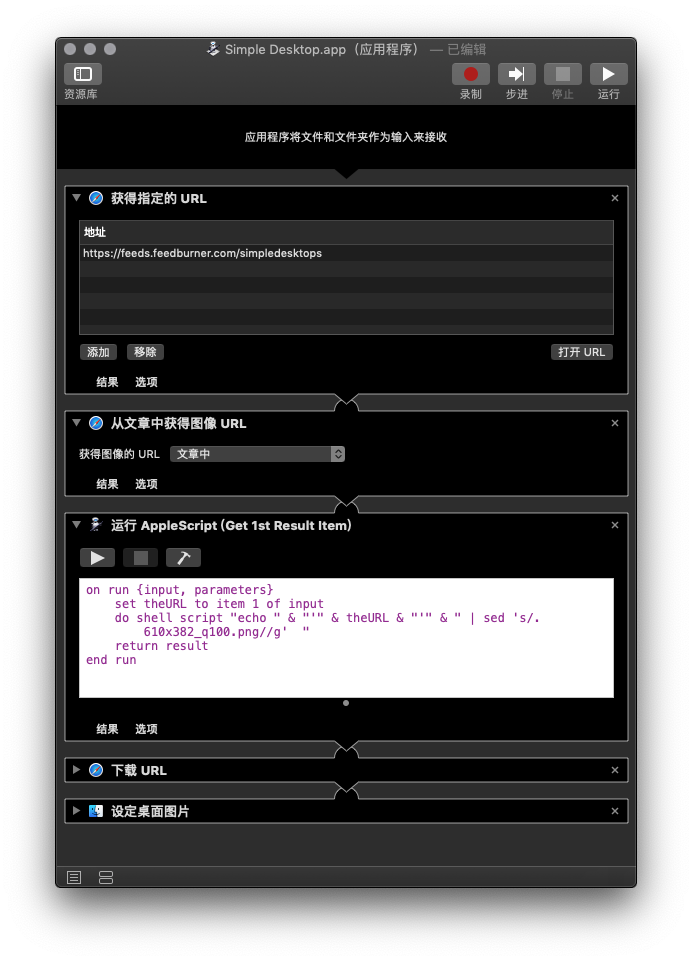 Simple Desktop.app（应用程序） — 已编辑
资源库
录制
步进
停止
运行
应用程序将文件和文件夹作为输入来接收
获得指定的 URL
地址
https://feeds.feedburner.com/simpledesktops
添加
移除
打开 URL
结果
选项
从文章中获得图像 URL
获得图像的 URL
文章中
结果
选项
运行 AppleScript (Get 1st Result Item)
on run {input, parameters}
set theURL to item 1 of input
do shell script "echo " & "'" & theURL & "'" & " | sed 's/.
610x382_q100.png//g'  "
return result
end run
结果
选项
下载 URL
设定桌面图片